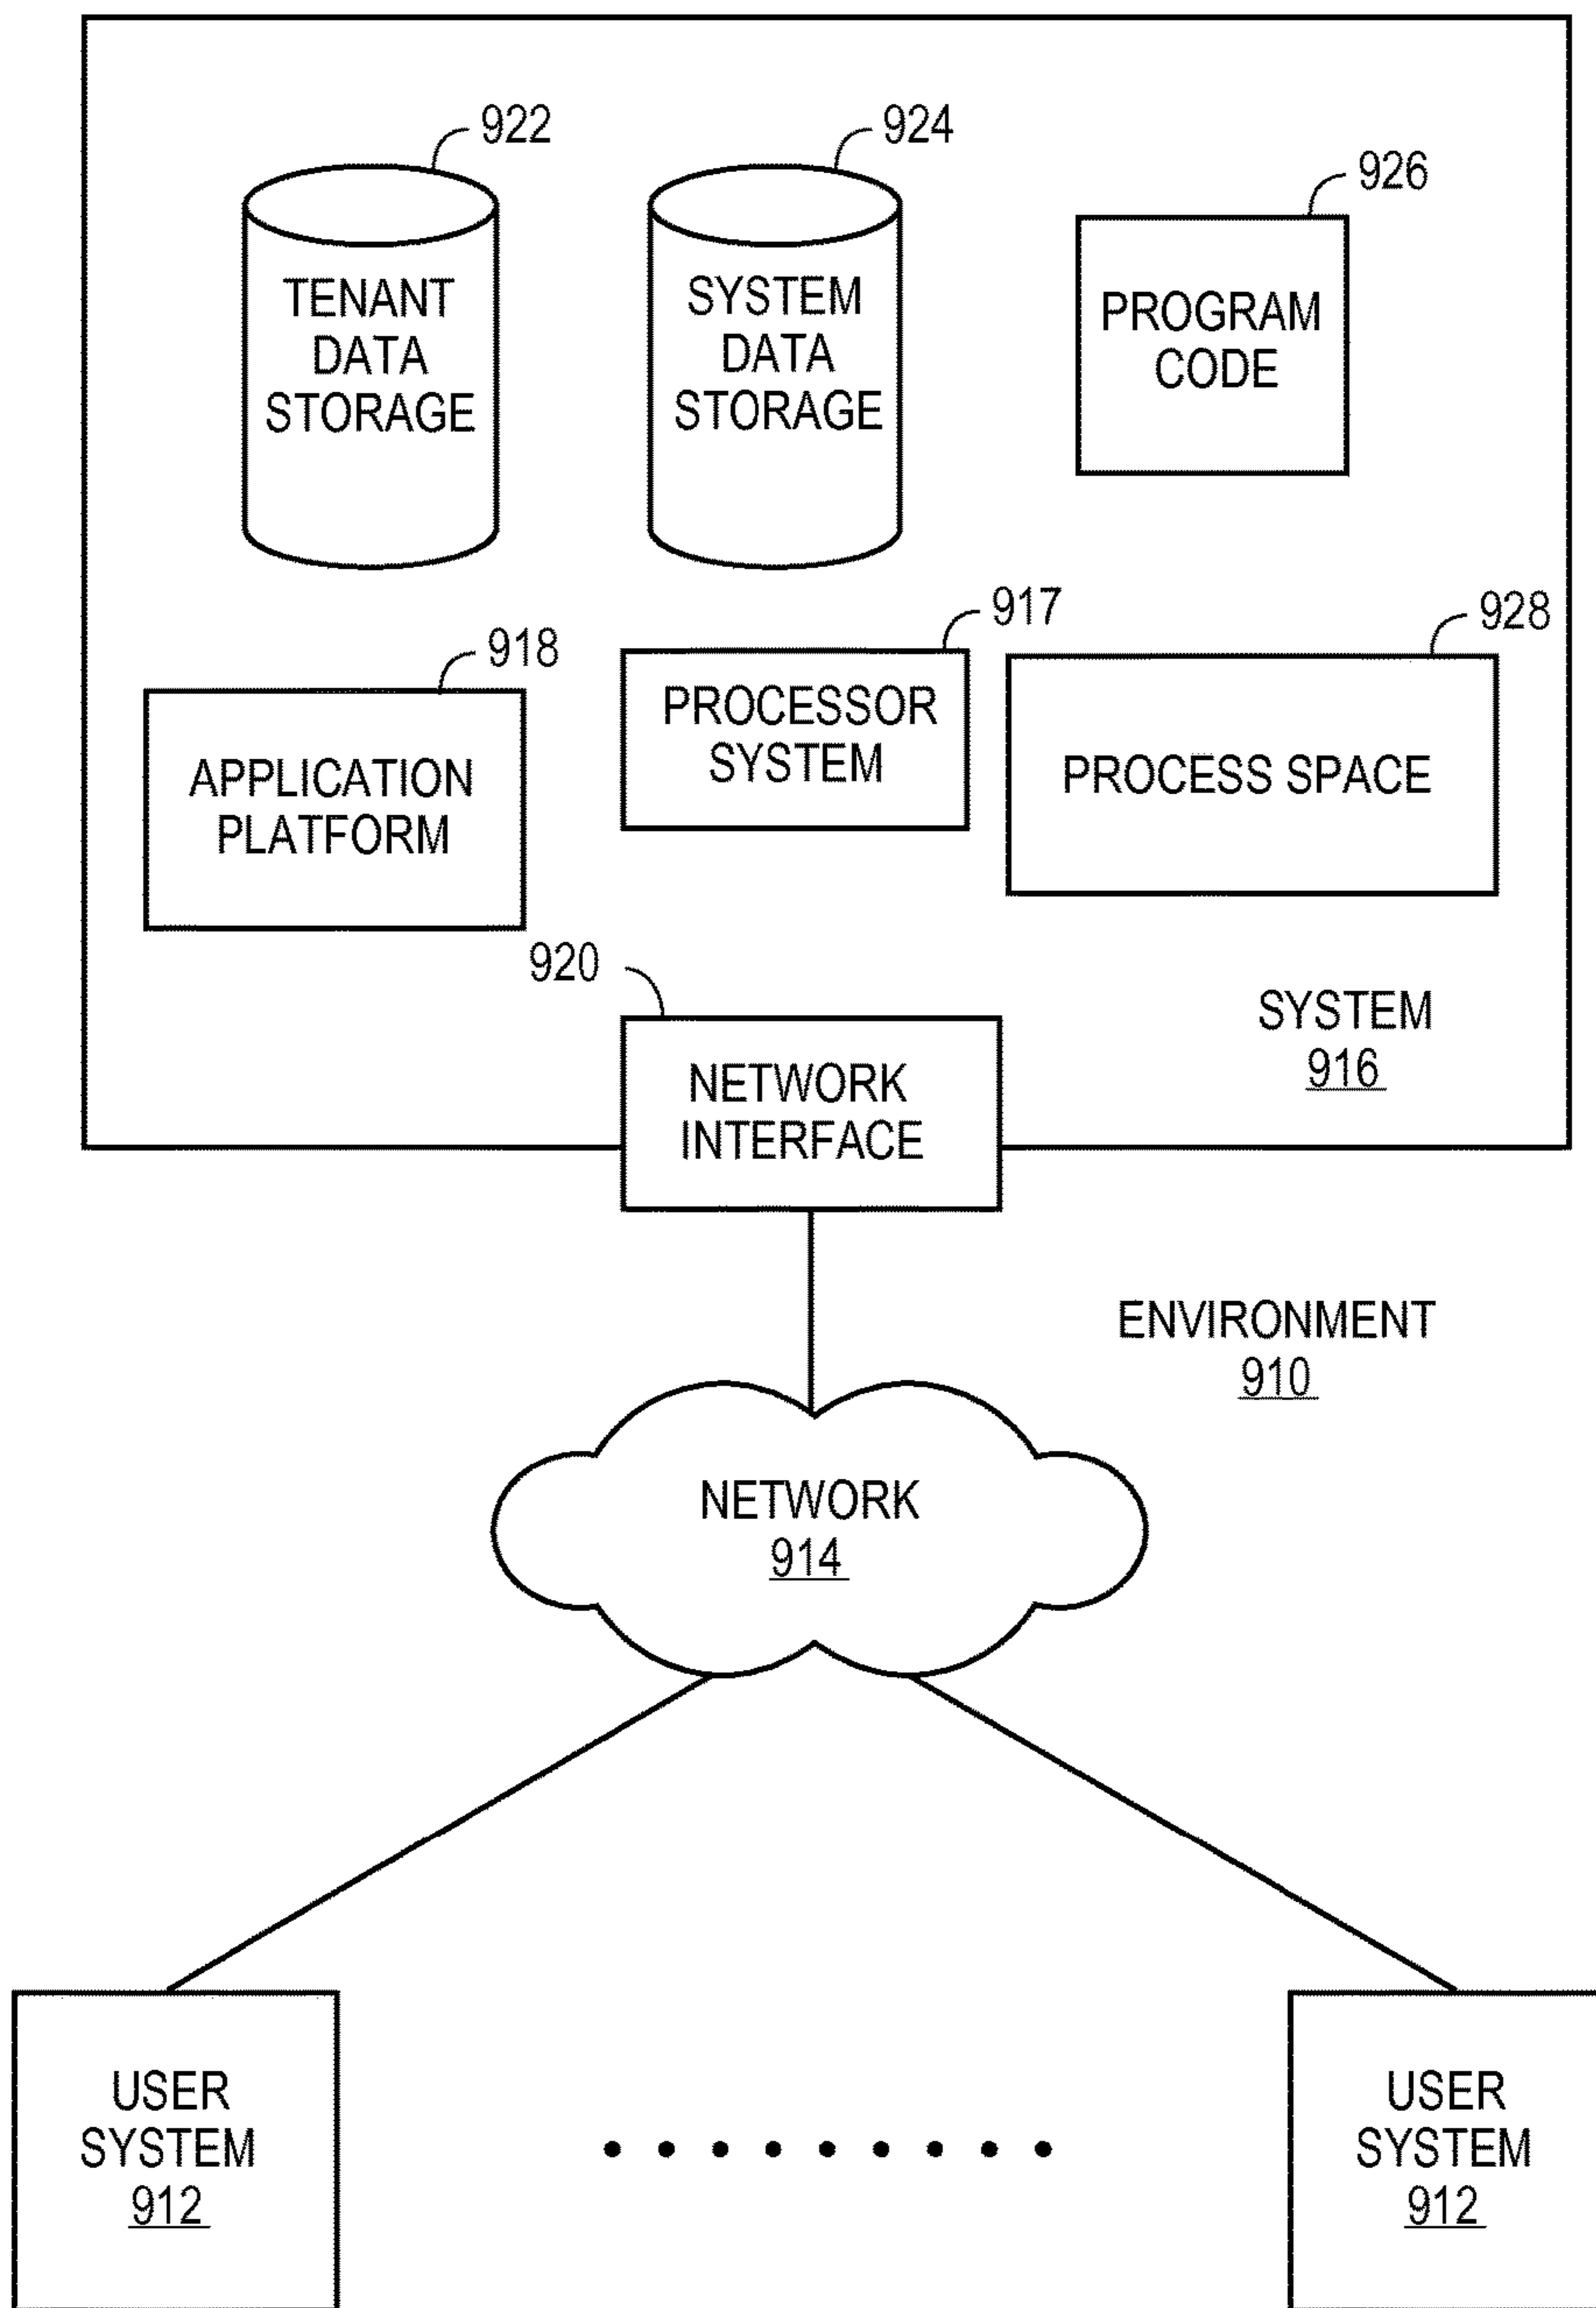 922
TENANT
DATA
STORAGE
924
SYSTEM
DATA
STORAGE
926
PROGRAM
CODE
918
APPLICATION
PLATFORM
917
PROCESSOR
SYSTEM
928
PROCESS SPACE
920
NETWORK
INTERFACE
SYSTEM
916
ENVIRONMENT
910
NETWORK
914
USER
SYSTEM
912
USER
SYSTEM
912